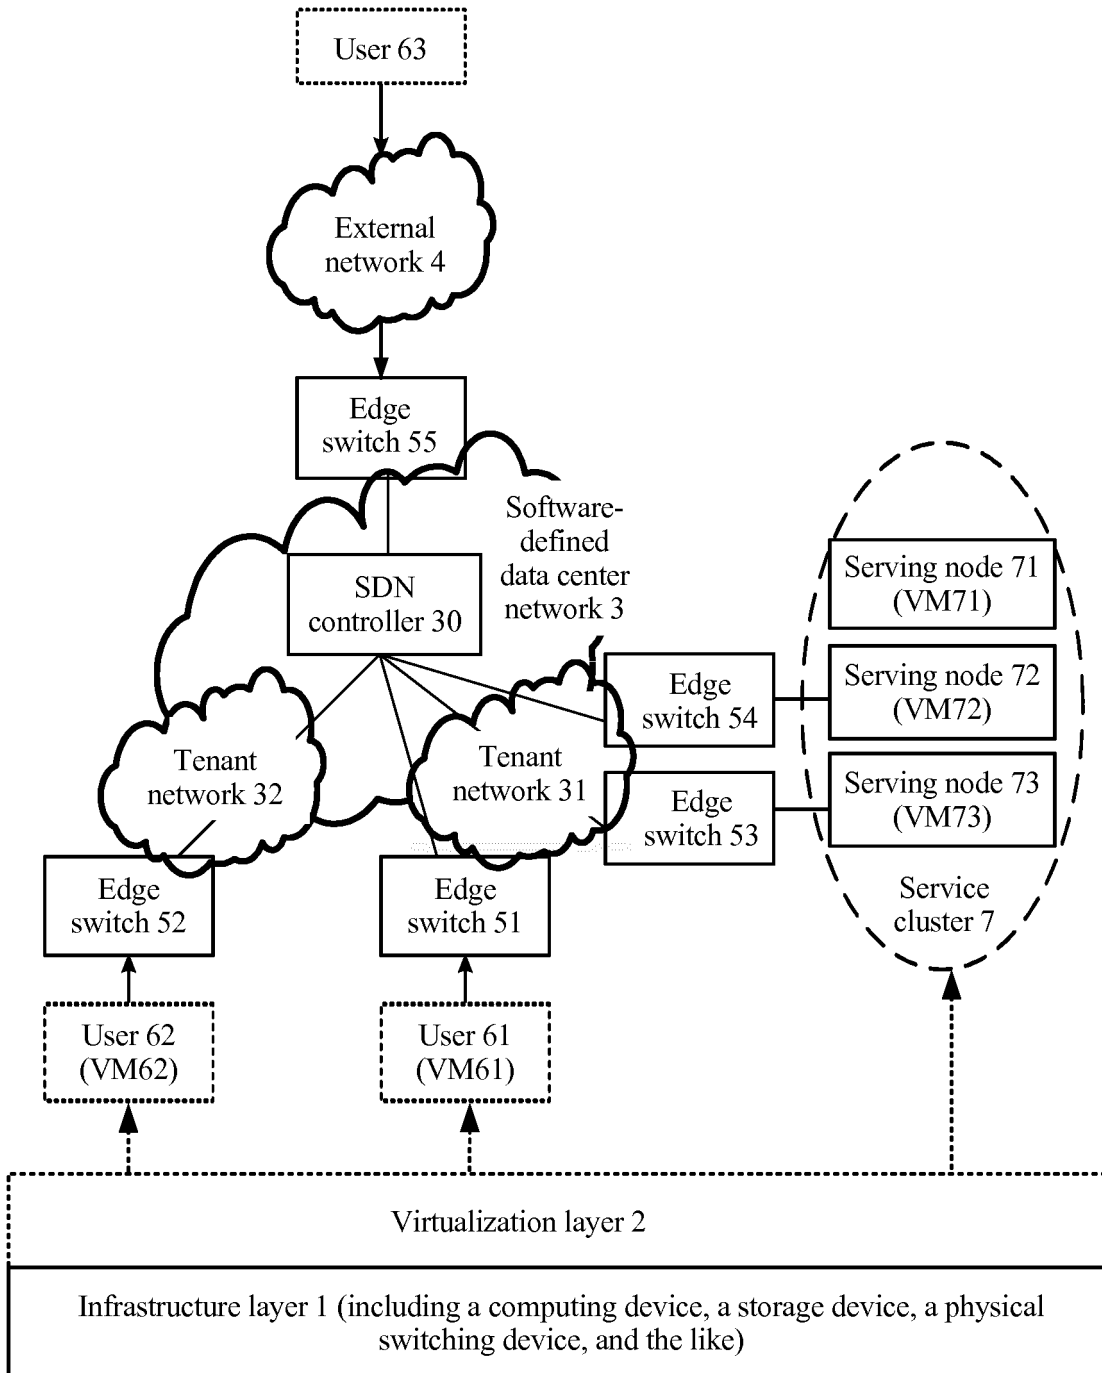 User 63
External
network 4
Edge
switch 55
Software-
defined
data center
network 3
SDN
controller 30
Serving node 71
(VM71)
Edge
switch 54
Serving node 72
(VM72)
Tenant
network 32
Tenant
network 31
Edge
switch 53
Serving node 73
(VM73)
Edge
switch 52
Edge
switch 51
Service
cluster 7
User 62
(VM62)
User 61
(VM61)
Virtualization layer 2
Infrastructure layer 1 (including a computing device, a storage device, a physical
switching device, and the like)